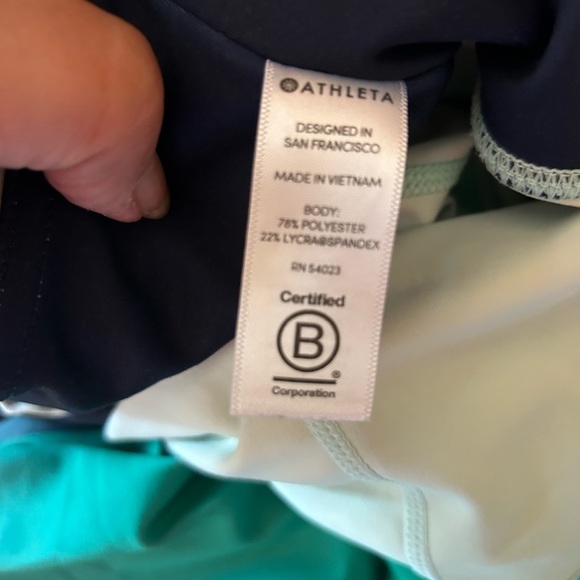 ATHLETA
DESIGNED IN
SAN FRANCISCO
MADE IN VIETNAM
BODY:
78% POLYESTER
22% LYCRA®SPANDEX
RN 54023
Certified
B
®
Corporation